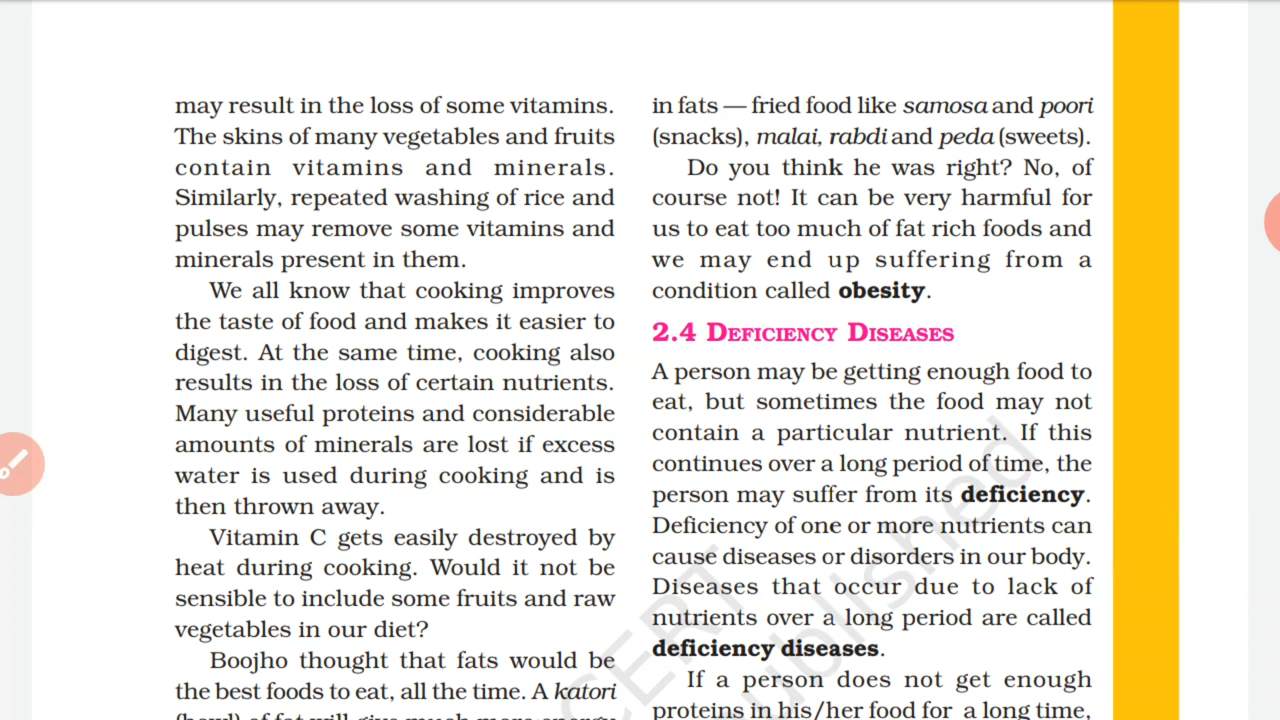 may result in the loss of some vitamins.
The skins of many vegetables and fruits
contain vitamins and minerals.
Similarly, repeated washing of rice and
pulses may remove some vitamins and
minerals present in them.
We all know that cooking improves
the taste of food and makes it easier to
digest. At the same time, cooking also
results in the loss of certain nutrients.
Many useful proteins and considerable
amounts of minerals are lost if excess
water is used during cooking and is
then thrown away.
Vitamin C gets easily destroyed by
heat during cooking. Would it not be
sensible to include some fruits and raw
vegetables in our diet?
Boojho thought that fats would be
the best foods to eat, all the time. A katori
(bowl) of fat will give much more energy
in fats — fried food like samosa and poori
(snacks), malai, rabdi and peda (sweets).
Do you think he was right? No, of
course not! It can be very harmful for
us to eat too much of fat rich foods and
we may end up suffering from a
condition called obesity.
2.4 DEFICIENCY DISEASES
A person may be getting enough food to
eat, but sometimes the food may not
contain a particular nutrient. If this
continues over a long period of time, the
person may suffer from its deficiency.
Deficiency of one or more nutrients can
cause diseases or disorders in our body.
Diseases that occur due to lack of
nutrients over a long period are called
deficiency diseases.
If a person does not get enough
proteins in his/her food for a long time,
CERT
ublished